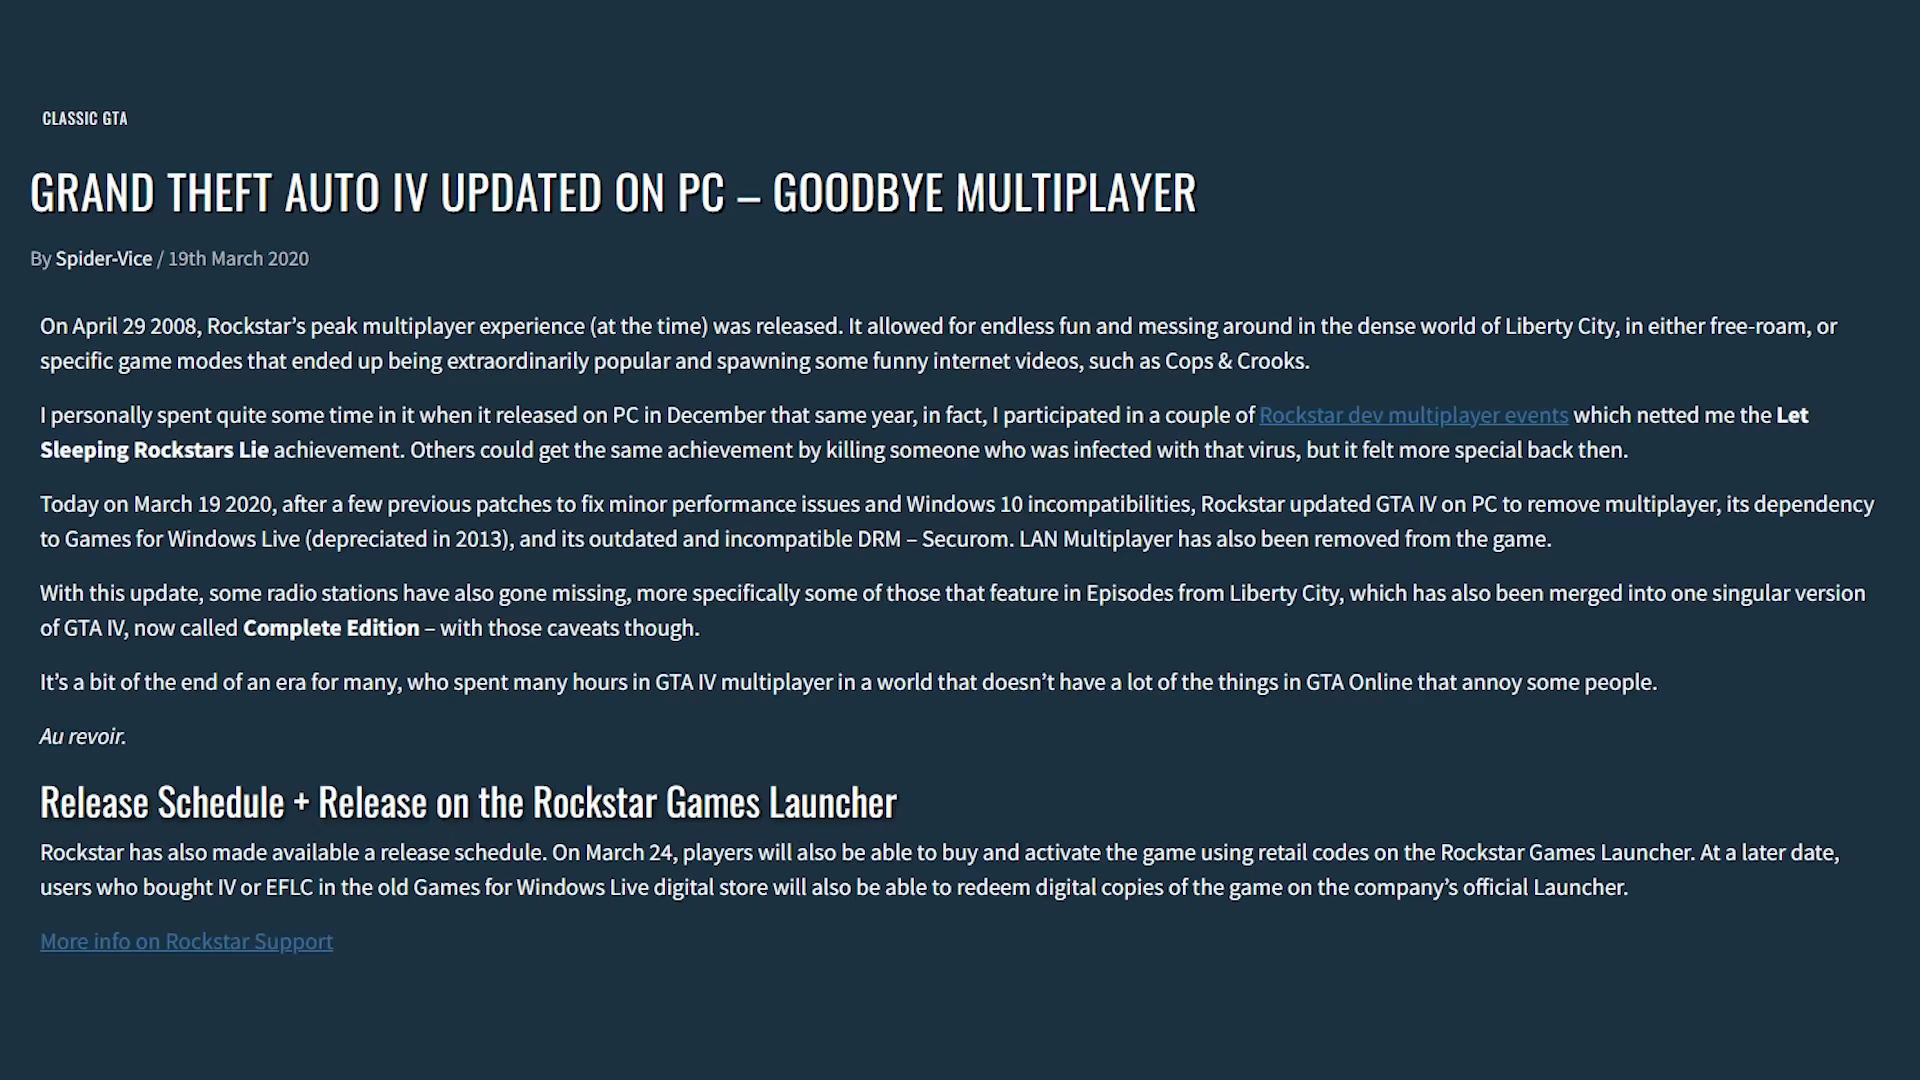 CLASSIC GTA
GRAND THEFT AUTO IV UPDATED ON PC – GOODBYE MULTIPLAYER
By Spider-Vice / 19th March 2020
On April 29 2008, Rockstar’s peak multiplayer experience (at the time) was released. It allowed for endless fun and messing around in the dense world of Liberty City, in either free-roam, or
specific game modes that ended up being extraordinarily popular and spawning some funny internet videos, such as Cops & Crooks.
I personally spent quite some time in it when it released on PC in December that same year, in fact, I participated in a couple of Rockstar dev multiplayer events which netted me the Let
Sleeping Rockstars Lie achievement. Others could get the same achievement by killing someone who was infected with that virus, but it felt more special back then.
Today on March 19 2020, after a few previous patches to fix minor performance issues and Windows 10 incompatibilities, Rockstar updated GTA IV on PC to remove multiplayer, its dependency
to Games for Windows Live (depreciated in 2013), and its outdated and incompatible DRM – Securom. LAN Multiplayer has also been removed from the game.
With this update, some radio stations have also gone missing, more specifically some of those that feature in Episodes from Liberty City, which has also been merged into one singular version
of GTA IV, now called Complete Edition – with those caveats though.
It’s a bit of the end of an era for many, who spent many hours in GTA IV multiplayer in a world that doesn’t have a lot of the things in GTA Online that annoy some people.
Au revoir.
Release Schedule + Release on the Rockstar Games Launcher
Rockstar has also made available a release schedule. On March 24, players will also be able to buy and activate the game using retail codes on the Rockstar Games Launcher. At a later date,
users who bought IV or EFLC in the old Games for Windows Live digital store will also be able to redeem digital copies of the game on the company’s official Launcher.
More info on Rockstar Support